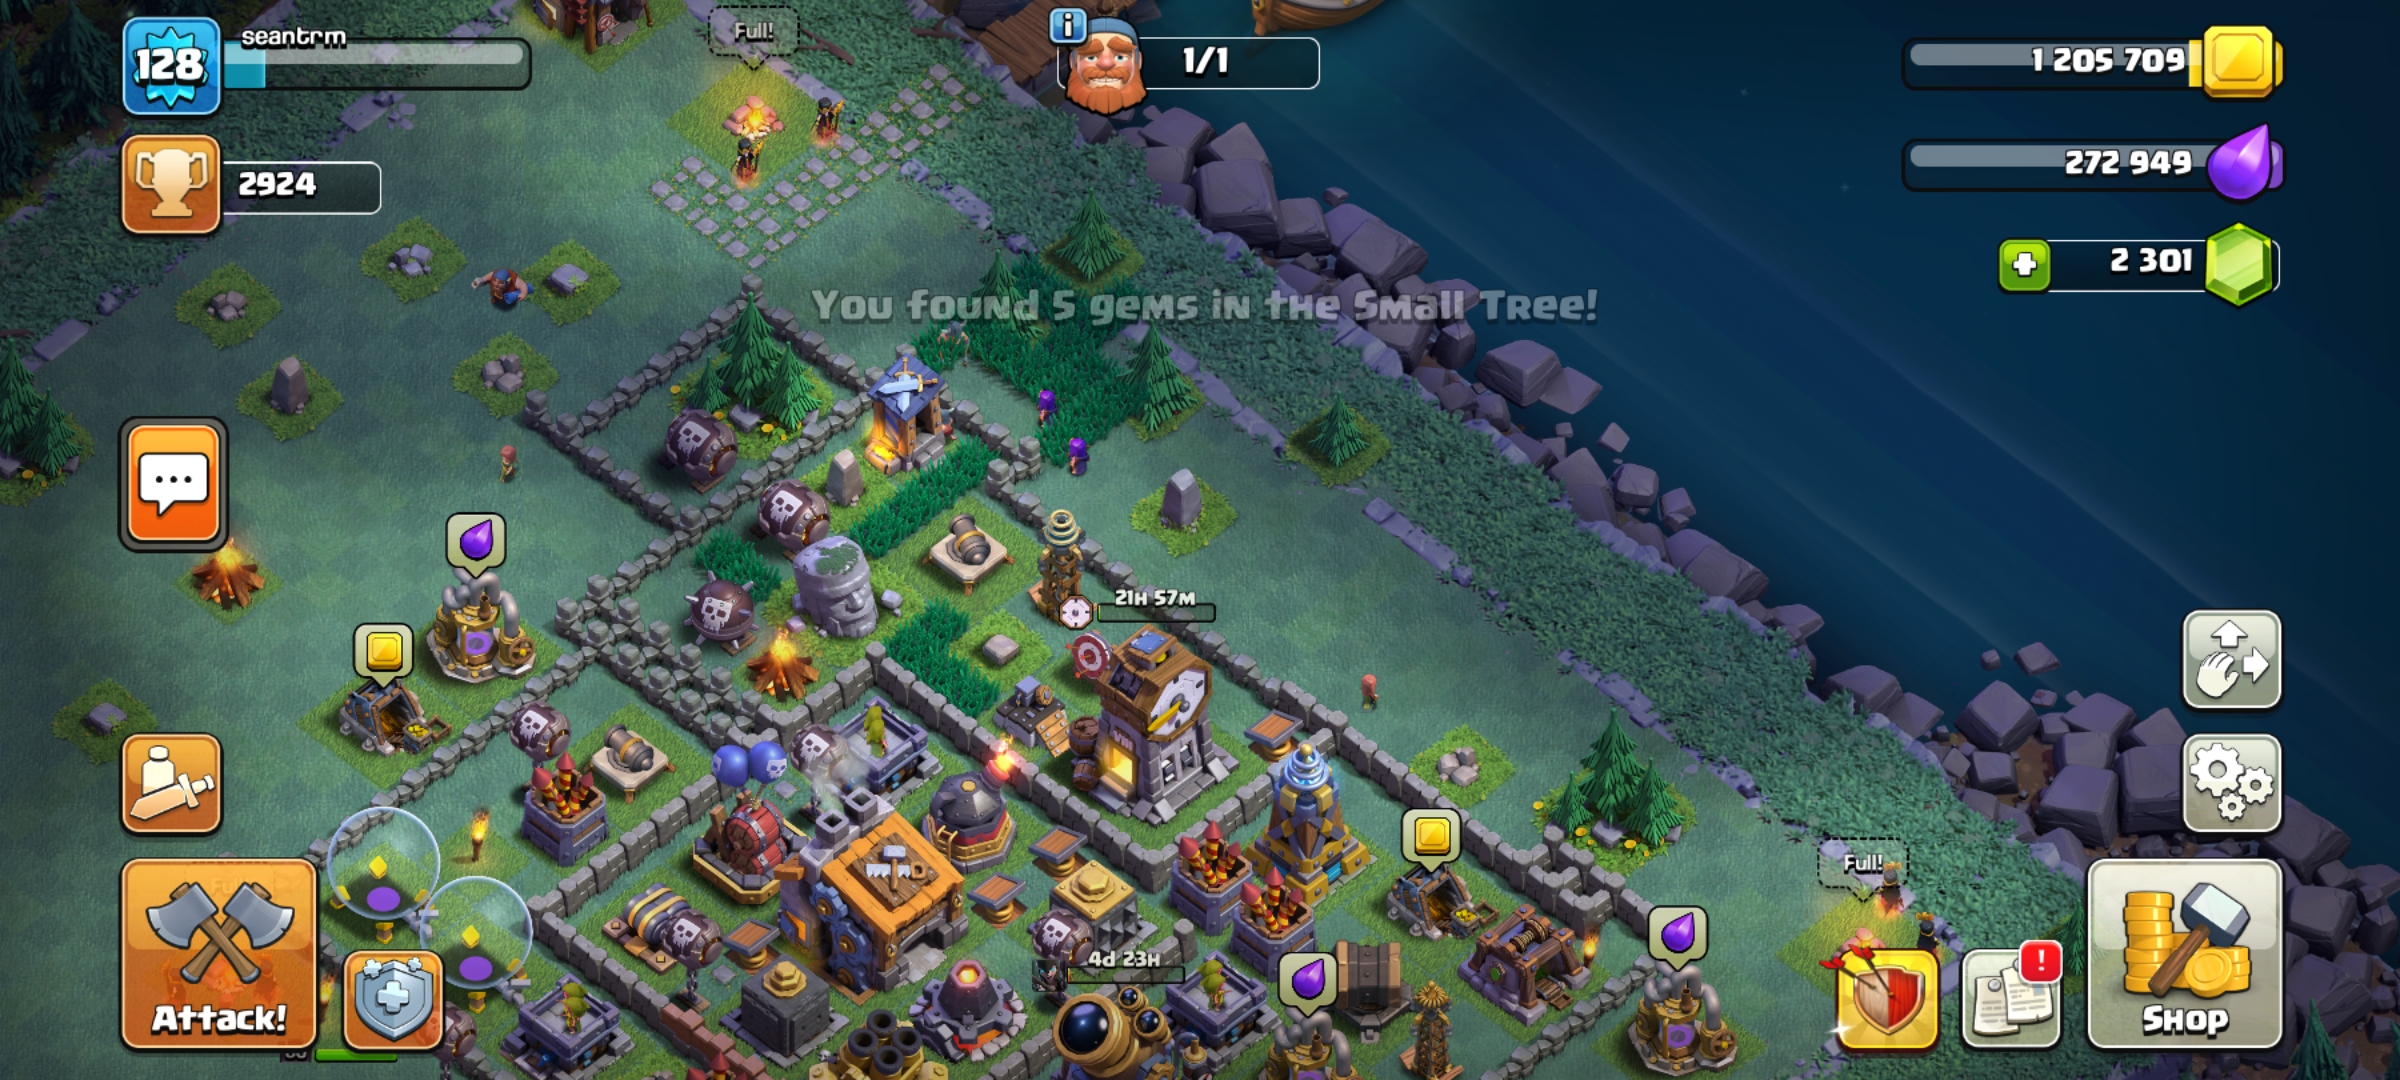 seantrm
128
2924
Full!
1/1
1 205 709
272 949
2 301
You found 5 gems in the Small Tree!
21H 57M
4d 23H
Full!
Attack!
!
Shop